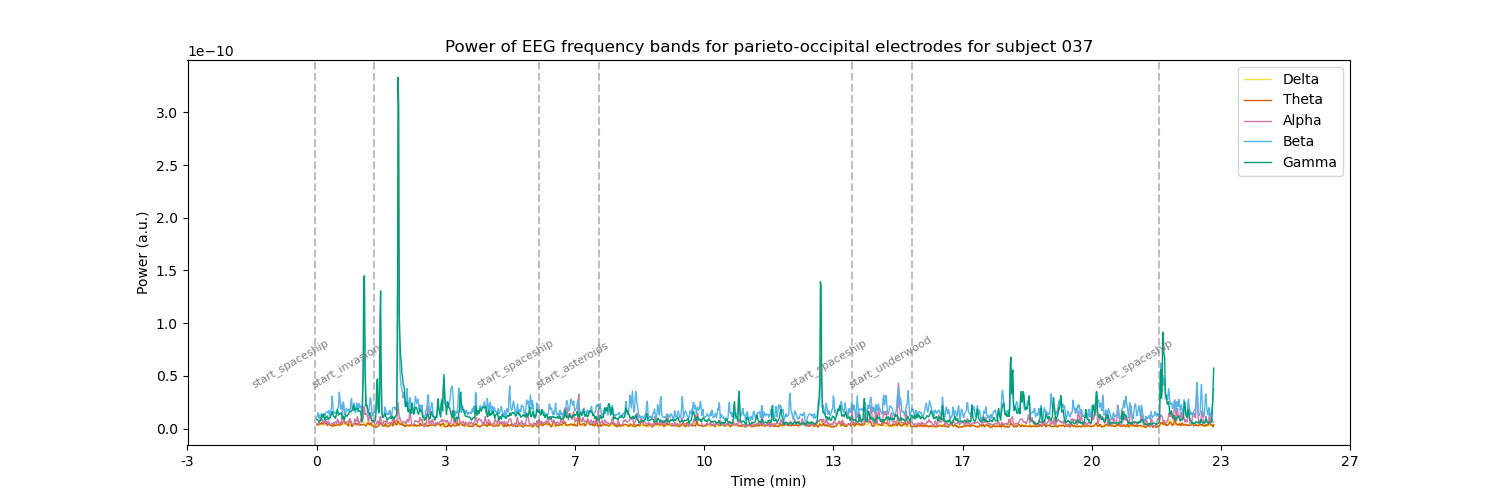 Power of EEG frequency bands for parieto-occipital electrodes for subject 037
1e−10
Delta
Theta
Alpha
Beta
Gamma
3.0
2.5
2.0
1.5
1.0
0.5
0.0
Power (a.u.)
start_spaceship
start_invasion
start_spaceship
start_asteroids
start_spaceship
start_underwood
start_spaceship
-3
0
3
7
10
13
17
20
23
27
Time (min)